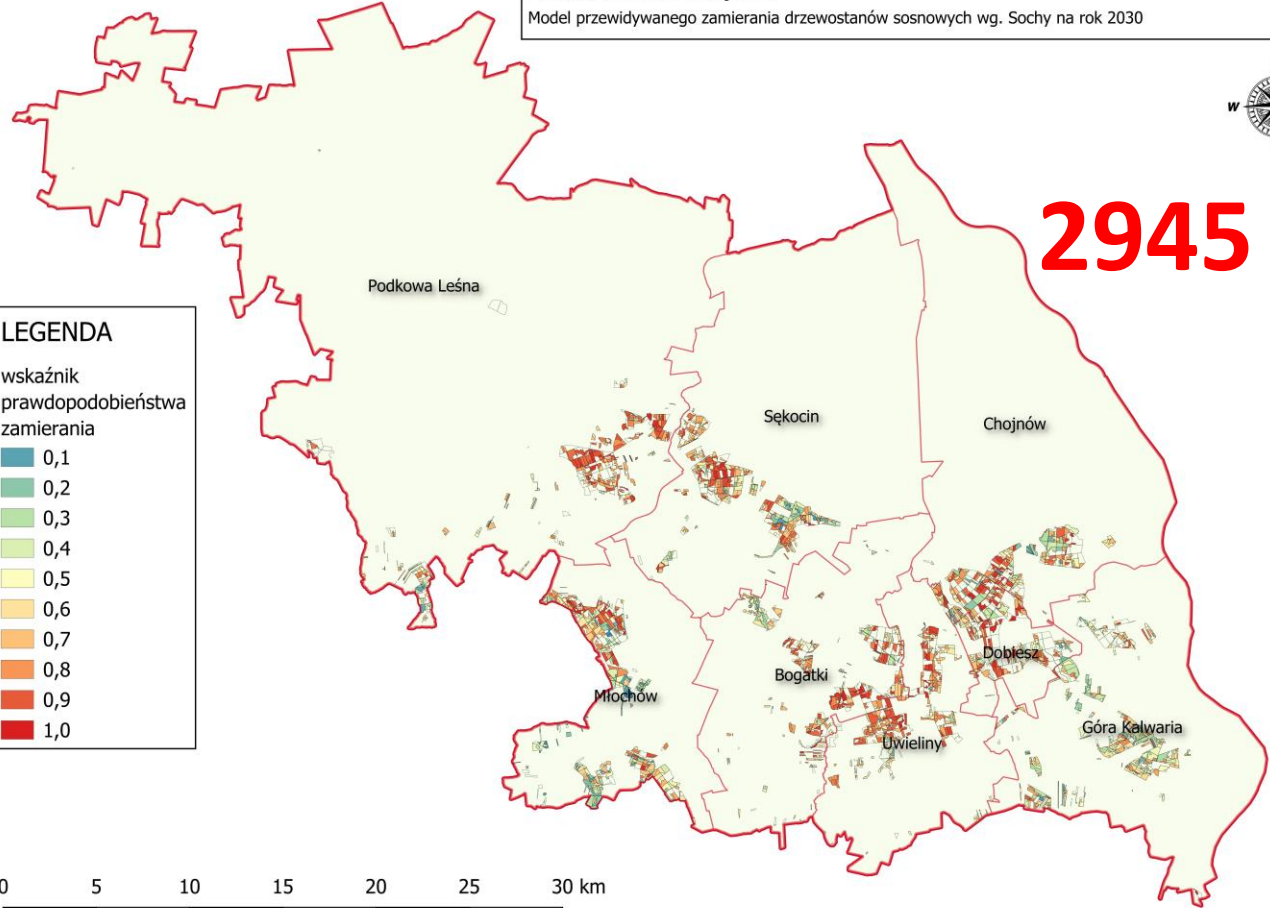 Model przewidywanego zamierania drzewostanów sosnowych wg. Sochy na rok 2030
W
2945
Podkowa Leśna
LEGENDA
wskaźnik
prawdopodobieństwa
zamierania
0,1
0,2
0,3
0,4
0,5
0,6
0,7
0,8
0,9
1,0
Sękocin
Chojnów
Dobiesz
Bogatki
Młochów
Góra Kalwaria
Uwieliny
0 5 10 15 20 25 30 km